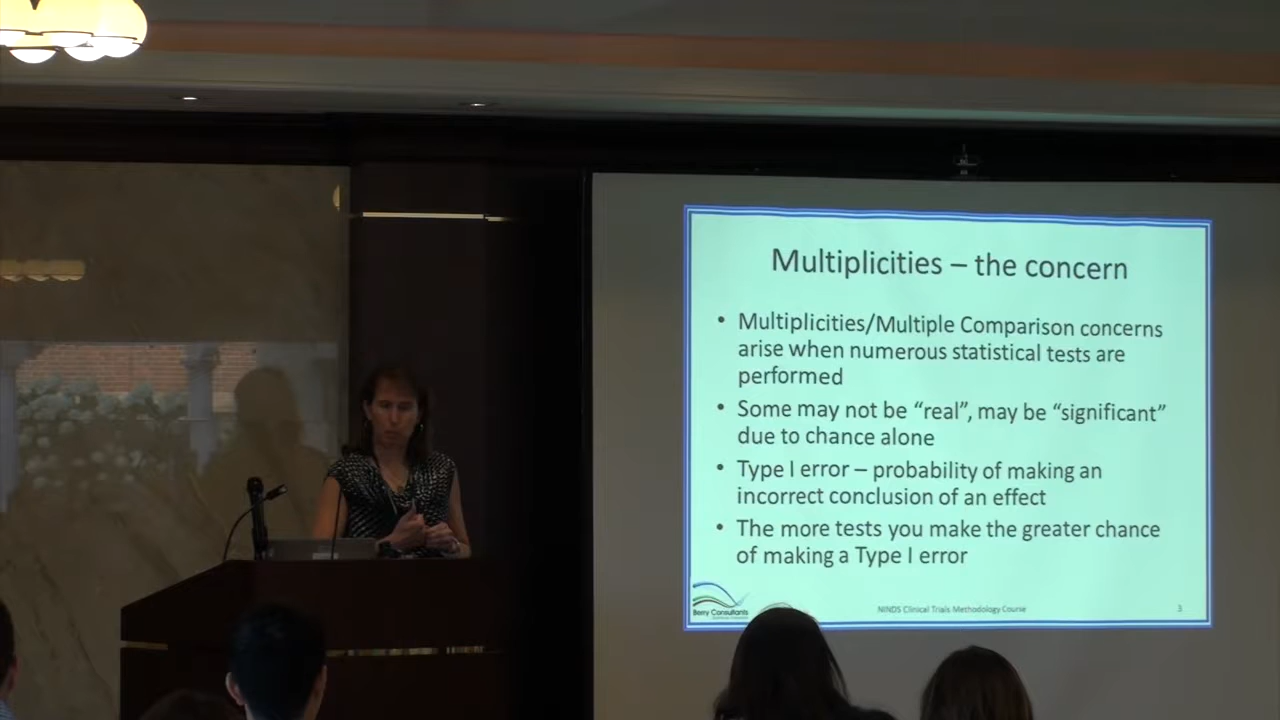 Multiplicities – the concern
• Multiplicities/Multiple Comparison concerns
arise when numerous statistical tests are
performed
• Some may not be “real”, may be “significant”
due to chance alone
• Type I error – probability of making an
incorrect conclusion of an effect
• The more tests you make the greater chance
of making a Type I error
Berry Consultants
NINDS Clinical Trials Methodology Course
3